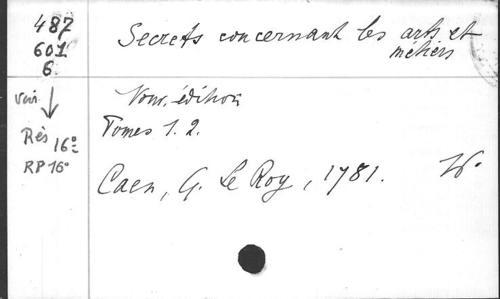 487
601
6
Voir
Rés 16°
RP 16°
Secrets concernant les arts et
métiers
Nouv. édition
Tomes 1. 2.
Caen, G. Le Roy, 1781.